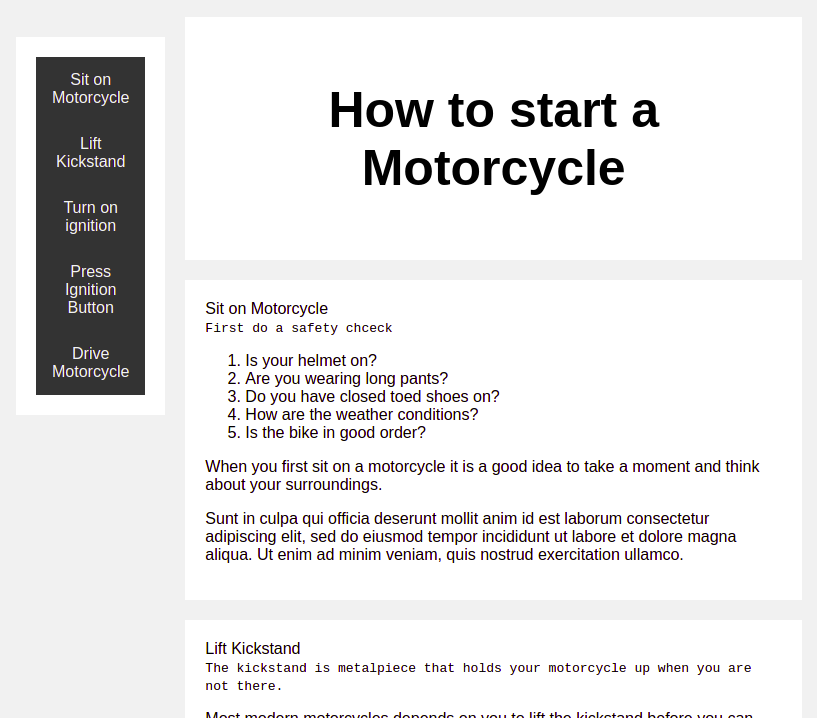 Sit on
Motorcycle
Lift
Kickstand
Turn on
ignition
Press
Ignition
Button
Drive
Motorcycle
How to start a
Motorcycle
Sit on Motorcycle
First do a safety chceck
1. Is your helmet on?
2. Are you wearing long pants?
3. Do you have closed toed shoes on?
4. How are the weather conditions?
5. Is the bike in good order?
When you first sit on a motorcycle it is a good idea to take a moment and think
about your surroundings.
Sunt in culpa qui officia deserunt mollit anim id est laborum consectetur
adipiscing elit, sed do eiusmod tempor incididunt ut labore et dolore magna
aliqua. Ut enim ad minim veniam, quis nostrud exercitation ullamco.
Lift Kickstand
The kickstand is metalpiece that holds your motorcycle up when you are
not there.
Most modern motorcycles depends on you to lift the kickstand before you can